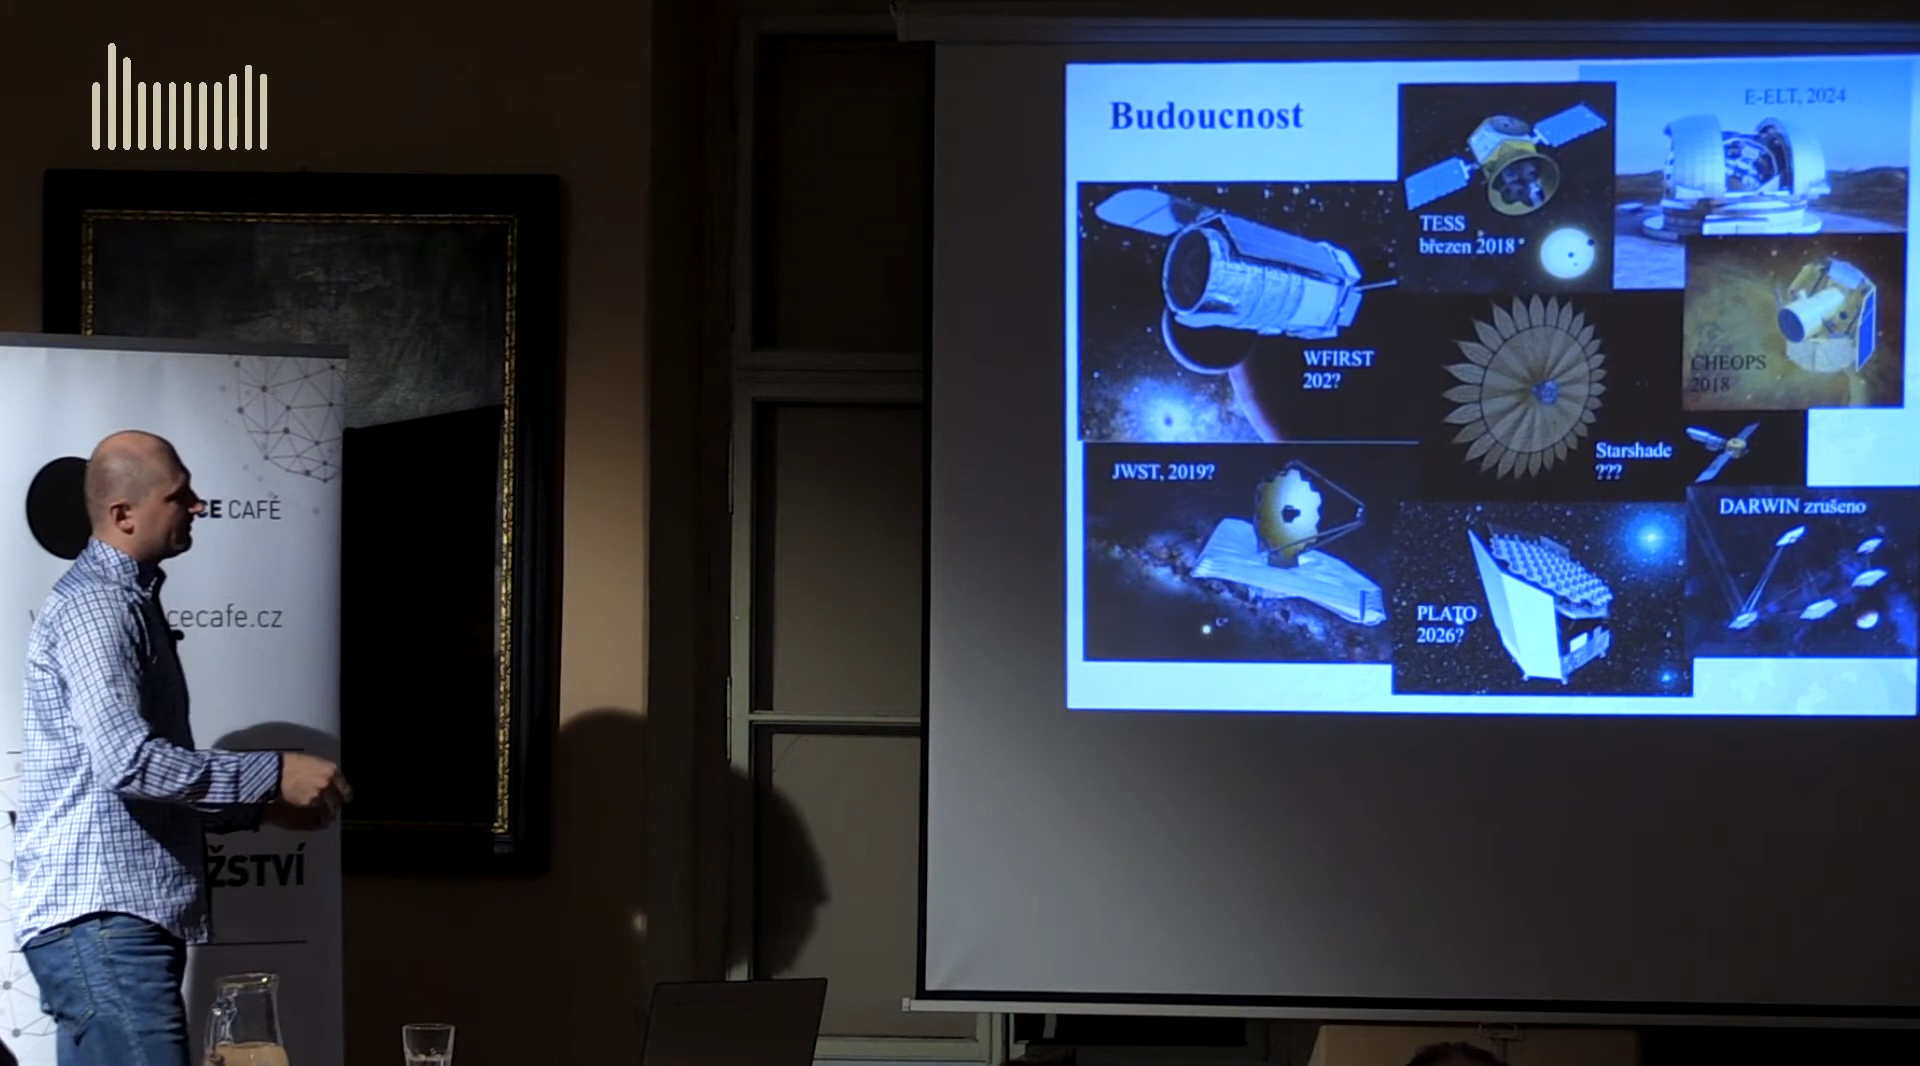 CE CAFÉ
cecafe.cz
ŽSTVÍ
Budoucnost
E-ELT, 2024
TESS
březen 2018
WFIRST
202?
CHEOPS
2018
Starshade
???
JWST, 2019?
DARWIN zrušeno
PLATO
2026?